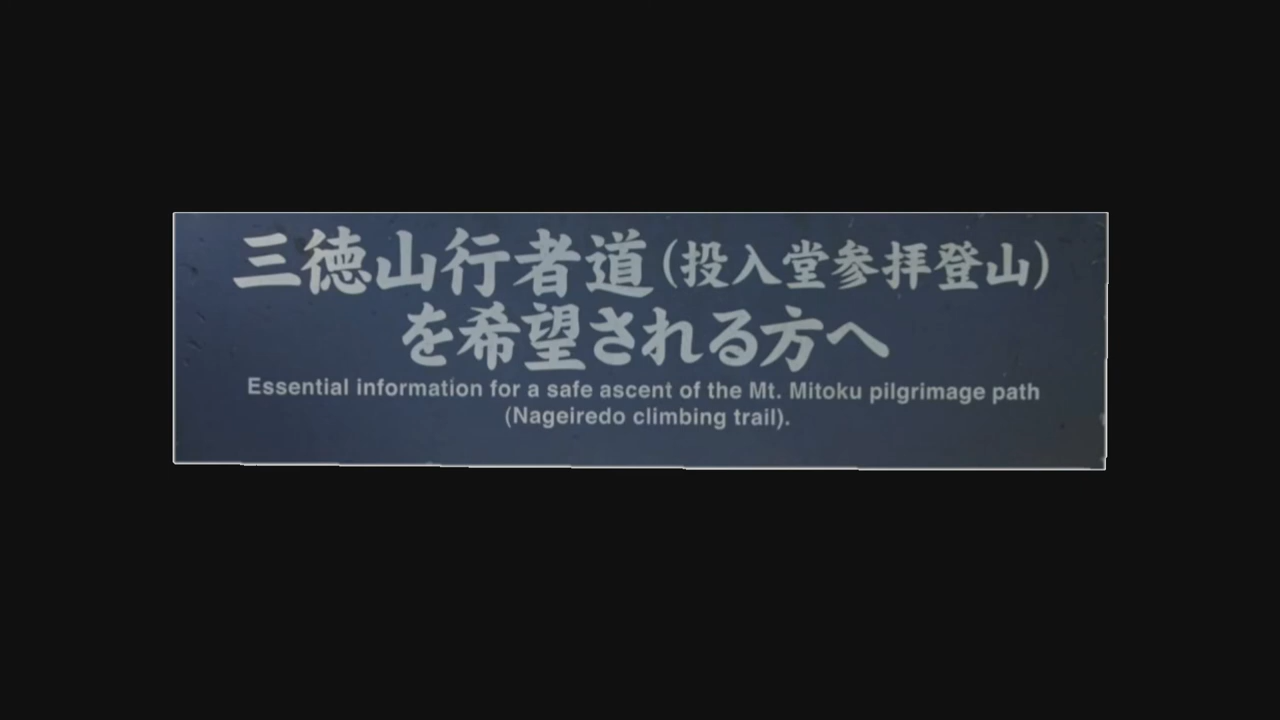 三徳山行者道(投入堂参拝登山)
を希望される方へ
Essential information for a safe ascent of the Mt. Mitoku pilgrimage path
(Nageiredo climbing trail).